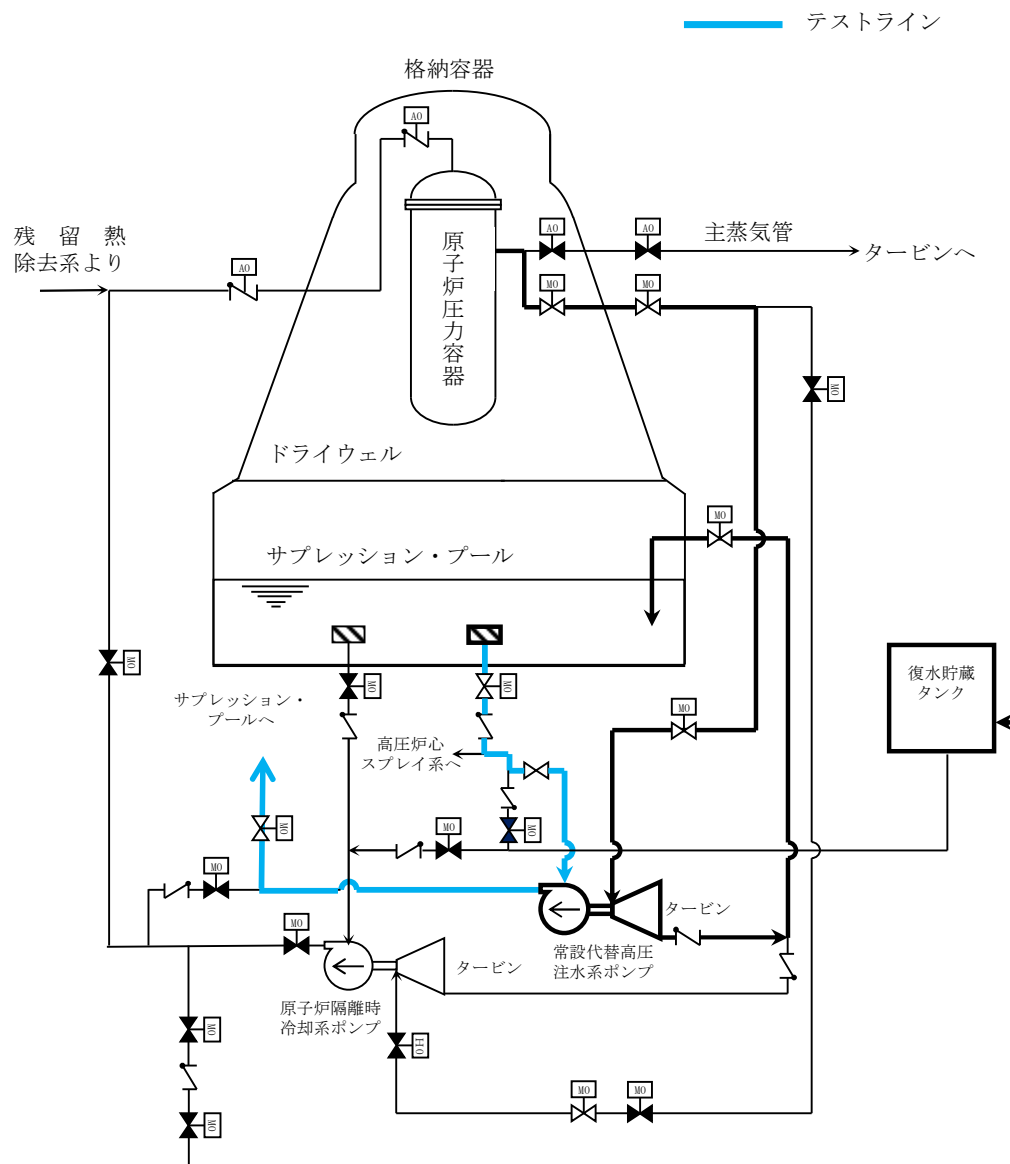 テストライン
格納容器
AO
残留熱
除去系より
AO
原子炉圧力容器
AO
AO
主蒸気管
タービンへ
MO
MO
MO
ドライウェル
MO
サプレッション・プール
MO
MO
MO
サプレッション・
プールへ
高圧炉心
スプレイ系へ
MO
復水貯蔵
タンク
MO
MO
MO
MO
タービン
MO
常設代替高圧
注水系ポンプ
タービン
原子炉隔離時
冷却系ポンプ
MO
HO
MO
MO
MO